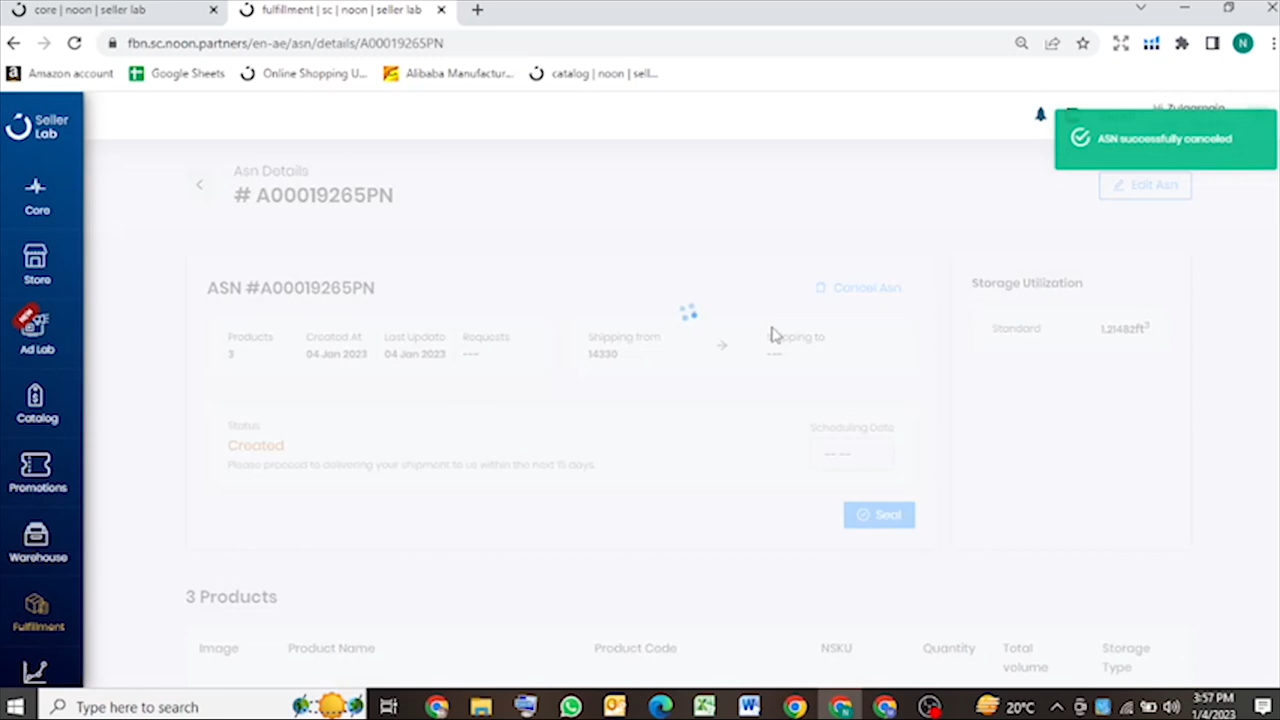 core | noon | seller lab
fulfillment | sc | noon | seller lab
fbn.sc.noon.partners/en-ae/asn/details/A00019265PN
N
Amazon account
Google Sheets
Online Shopping U...
Alibaba Manufactur...
catalog | noon | sell...
Seller
Lab
ASN successfully canceled
Asn Details
# A00019265PN
Edit Asn
Core
Store
NEW
Ad Lab
Catalog
Promotions
Warehouse
Fulfillment
ASN #A00019265PN
Cancel Asn
Products
3
Created At
04 Jan 2023
Last Update
04 Jan 2023
Requests
---
Shipping from
14330
Shipping to
---
Status
Created
Please proceed to delivering your shipment to us within the next 15 days.
Scheduling Date
-- --
Seal
Storage Utilization
Standard
1.21482ft3
3 Products
Image
Product Name
Product Code
NSKU
Quantity
Total
volume
Storage
Type
Type here to search
20°C
3:57 PM
1/4/2023